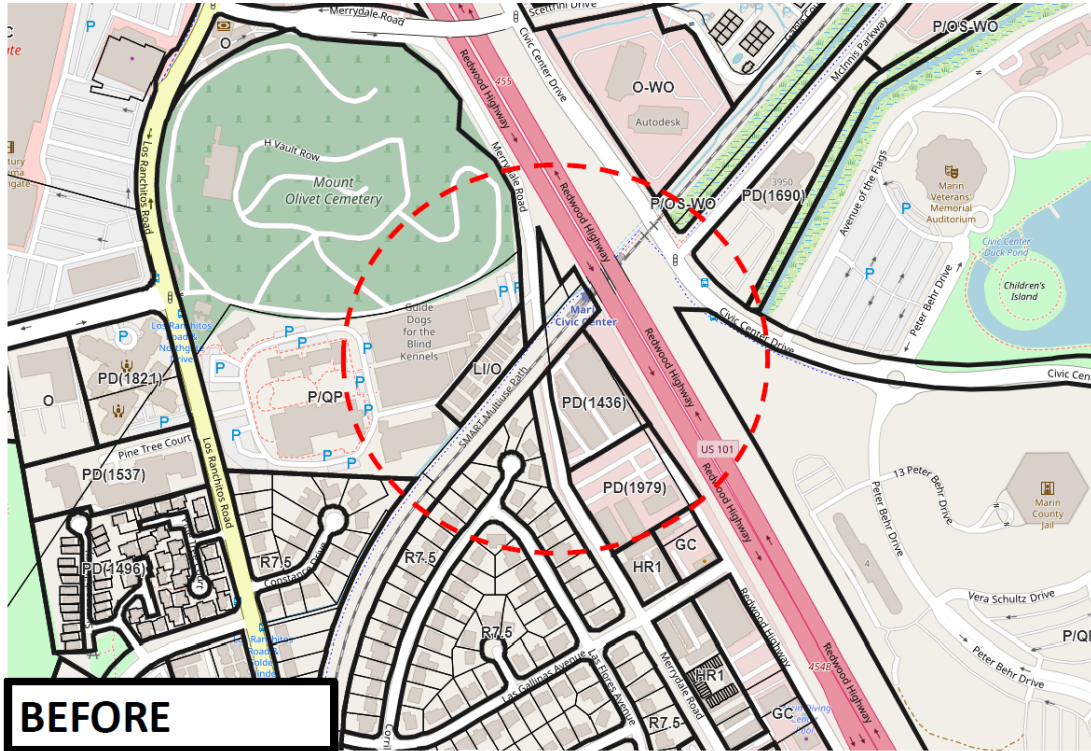 Merrydale Road
Scettrini Drive
P/OS-WO
C
P
O
455
Redwood Highway
Civic Center Drive
McInnis Parkway
O-WO
Autodesk
H Vault Row
Los Ranchitos Road
Mount
Olivet Cemetery
Merrydale Road
Redwood Highway
P/OS-WO
3950
PD(1690)
Avenue of the Flags
Marin
Veterans'
Memorial
Auditorium
P
P
Civic Center
Duck Pond
Children's
Island
Peter Behr Drive
Los Ranchitos
Road &
Northgate
Drive
Guide
Dogs
for the
Blind
Kennels
P
P
Civic Center
Civic Center Drive
Redwood Highway
P
P
P
P
P
P
P
P/QP
LI/O
PD(1821)
O
PD(1436)
SMART Multiuse Path
Pine Tree Court
PD(1537)
Los Ranchitos Road
US 101
PD(1979)
Redwood Highway
13 Peter Behr Drive
Marin
County
Jail
Peter Behr Drive
R7.5
R7.5
GC
HR1
4
PD(1496)
Constance Drive
Vera Schultz Drive
R7.5
Las Gallinas Avenue
Las Flores Avenue
Merrydale Road
Redwood Highway
HR1
454B
Redwood Highway
Peter Behr Drive
R7.5
GC
BEFORE